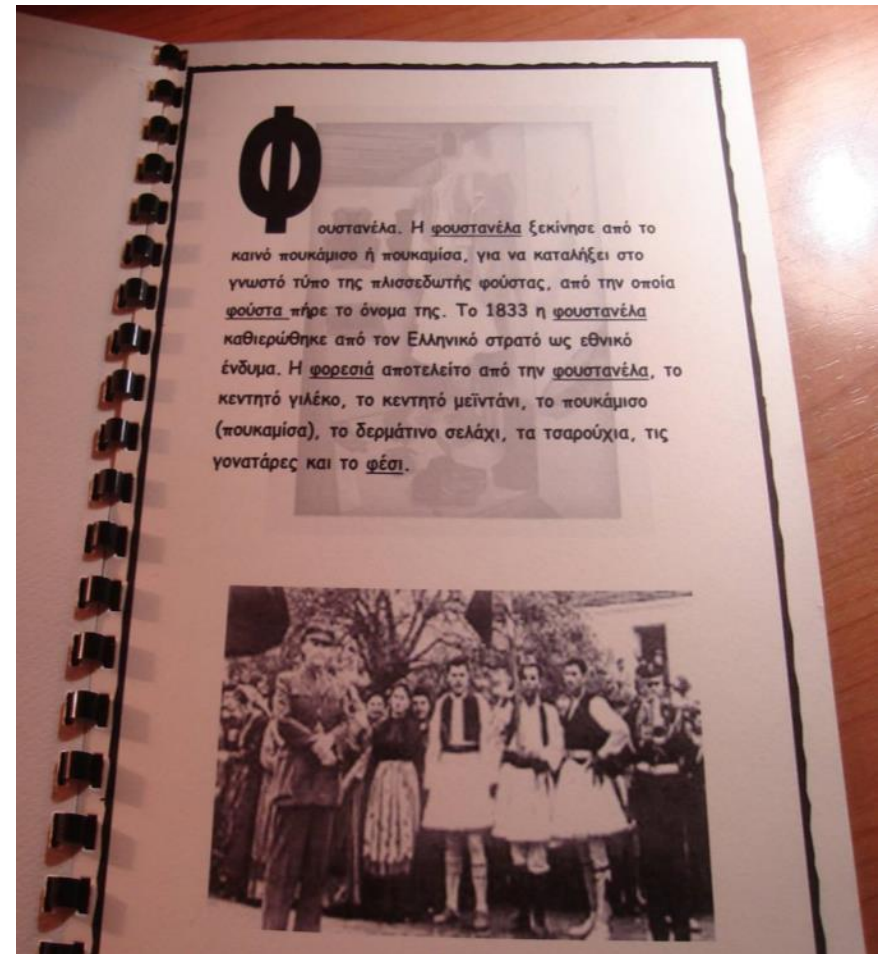 Φουστανέλα. Η φουστανέλα ξεκίνησε από το
καινό πουκάμισο ή πουκαμίσα, για να καταλήξει στο
γνωστό τύπο της πλισσεδωτής φούστας, από την οποία
φούστα πήρε το όνομα της. Το 1833 η φουστανέλα
καθιερώθηκε από τον Ελληνικό στρατό ως εθνικό
ένδυμα. Η φορεσιά αποτελείτο από την φουστανέλα, το
κεντητό γιλέκο, το κεντητό μεϊντάνι, το πουκάμισο
(πουκαμίσα), το δερμάτινο σελάχι, τα τσαρούχια, τις
γονατάρες και το φέσι.